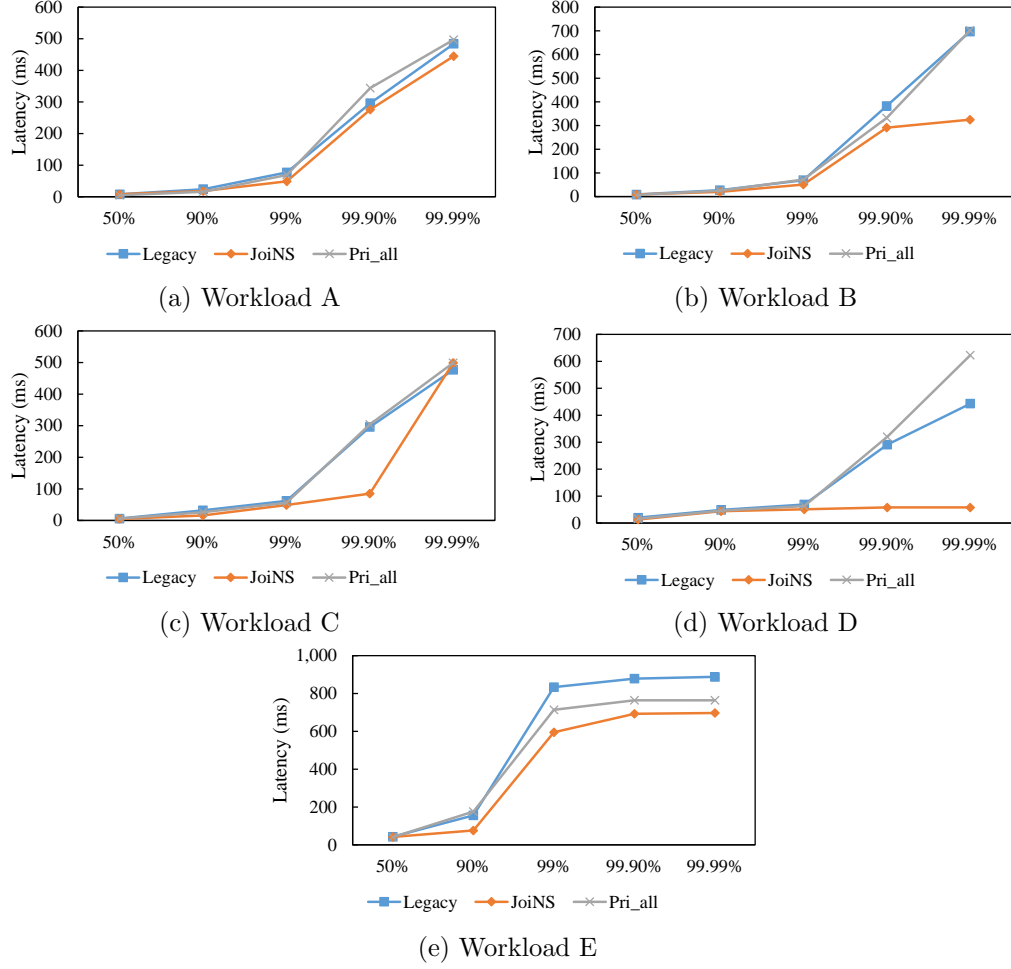 600
500
400
300
200
100
0
Latency (ms)
50% 90% 99% 99.90% 99.99%
Legacy JoiNS Pri_all
(a) Workload A
800
700
600
500
400
300
200
100
0
Latency (ms)
50% 90% 99% 99.90% 99.99%
Legacy JoiNS Pri_all
(b) Workload B
600
500
400
300
200
100
0
Latency (ms)
50% 90% 99% 99.90% 99.99%
Legacy JoiNS Pri_all
(c) Workload C
700
600
500
400
300
200
100
0
Latency (ms)
50% 90% 99% 99.90% 99.99%
Legacy JoiNS Pri_all
(d) Workload D
1,000
800
600
400
200
0
Latency (ms)
50% 90% 99% 99.90% 99.99%
Legacy JoiNS Pri_all
(e) Workload E